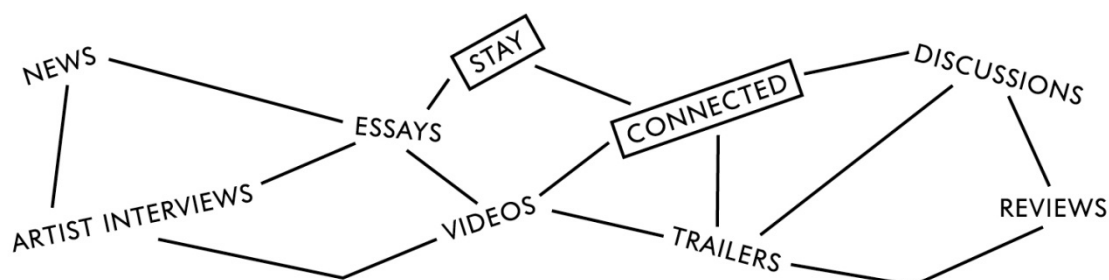 NEWS
STAY
ESSAYS
CONNECTED
DISCUSSIONS
ARTIST INTERVIEWS
VIDEOS
TRAILERS
REVIEWS